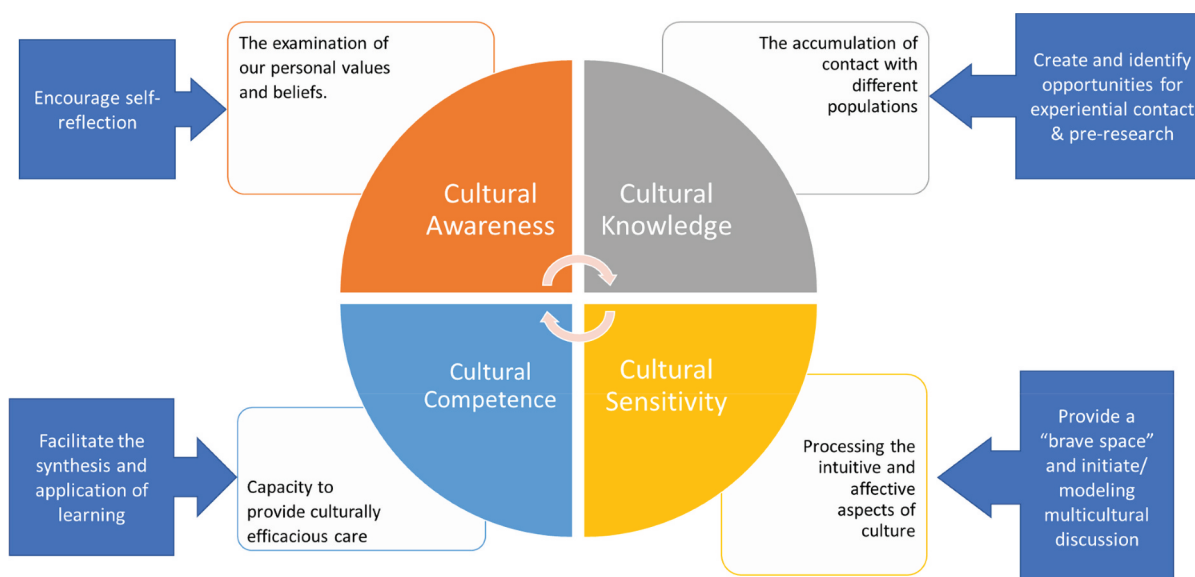 Encourage self-
reflection
The examination of
our personal values
and beliefs.
Cultural
Awareness
Cultural
Knowledge
The accumulation of
contact with
different
populations
Create and identify
opportunities for
experiential contact
& pre-research
Facilitate the
synthesis and
application of
learning
Capacity to
provide culturally
efficacious care
Cultural
Competence
Cultural
Sensitivity
Processing the
intuitive and
affective
aspects of
culture
Provide a
“brave space”
and initiate/
modeling
multicultural
discussion